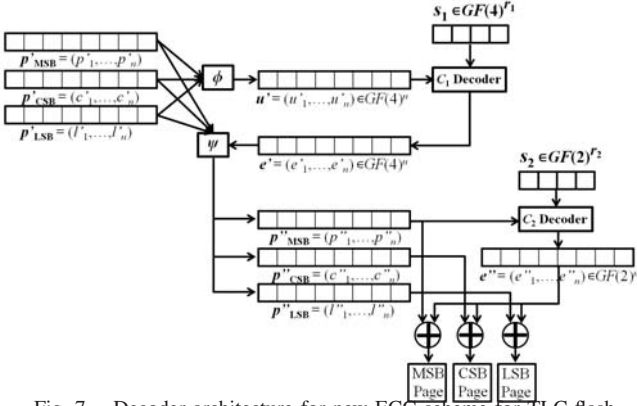 s₁ ∈GF(4)^r₁
p'MSB = (p'₁,…,p'ₙ)
ϕ
C₁ Decoder
p'CSB = (c'₁,…,c'ₙ)
u' = (u'₁,…,u'ₙ)∈GF(4)ⁿ
p'LSB = (l'₁,…,l'ₙ)
ψ
e' = (e'₁,…,e'ₙ)∈GF(4)ⁿ
s₂ ∈GF(2)^r₂
C₂ Decoder
p''MSB = (p''₁,…,p''ₙ)
p''CSB = (c''₁,…,c''ₙ)
e'' = (e''₁,…,e''ₙ)∈GF(2)ⁿ
p''LSB = (l''₁,…,l''ₙ)
MSB Page
CSB Page
LSB Page
Fig. 7. Decoder architecture for new ECC scheme for TLC flash